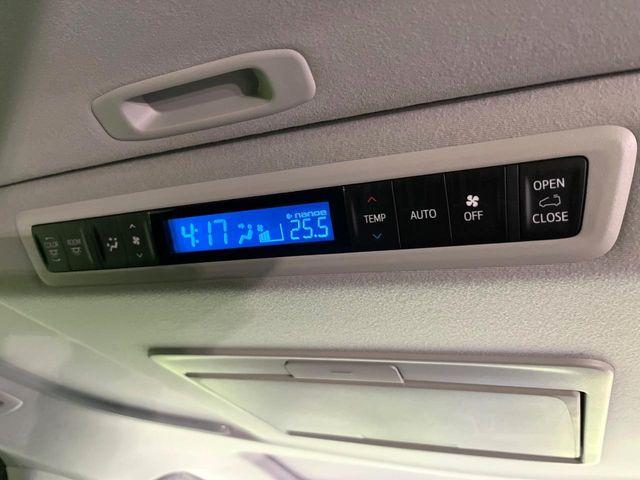 COLOR
ROOM
4:17
nanoe
25.5
TEMP
AUTO
OFF
OPEN
CLOSE